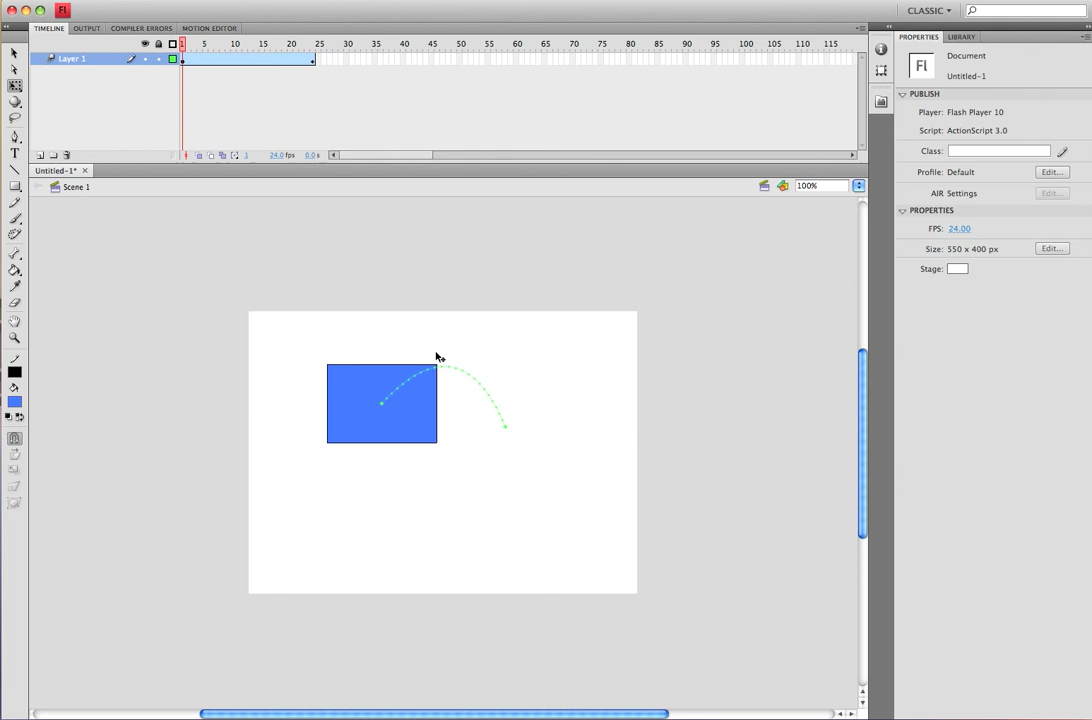 Fl CLASSIC
TIMELINE OUTPUT COMPILER ERRORS MOTION EDITOR
PROPERTIES LIBRARY
1 5 10 15 20 25 30 35 40 45 50 55 60 65 70 75 80 85 90 95 100 105 110 115
Layer 1
Fl Document
Untitled-1
PUBLISH
Player: Flash Player 10
Script: ActionScript 3.0
Class:
1 24.0 fps 0.0 s
Untitled-1*
Profile: Default Edit...
T
Scene 1 100%
AIR Settings Edit...
PROPERTIES
FPS: 24.00
Size: 550 x 400 px Edit...
Stage: